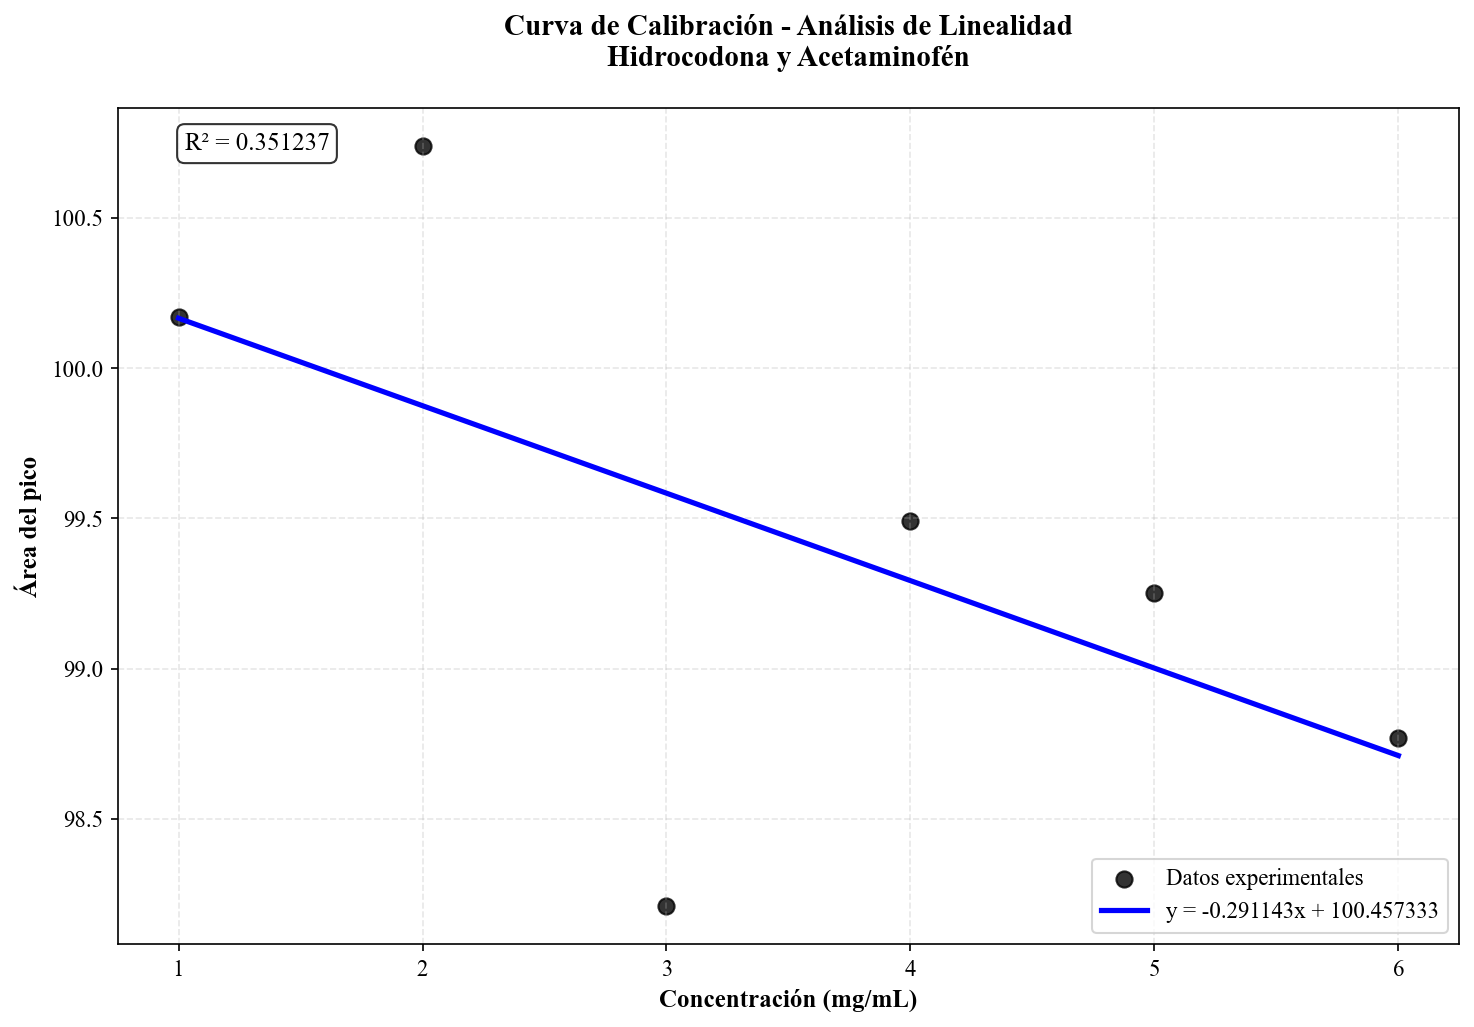 Curva de Calibración - Análisis de Linealidad
Hidrocodona y Acetaminofén
R² = 0.351237
100.5
100.0
99.5
99.0
98.5
Área del pico
Datos experimentales
y = -0.291143x + 100.457333
1 2 3 4 5 6
Concentración (mg/mL)